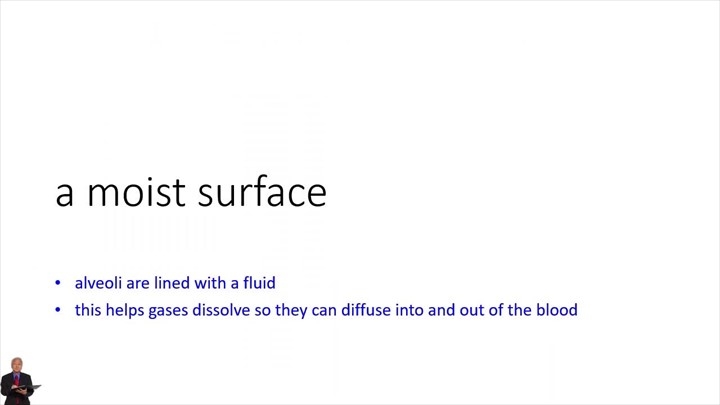 a moist surface
• alveoli are lined with a fluid
• this helps gases dissolve so they can diffuse into and out of the blood